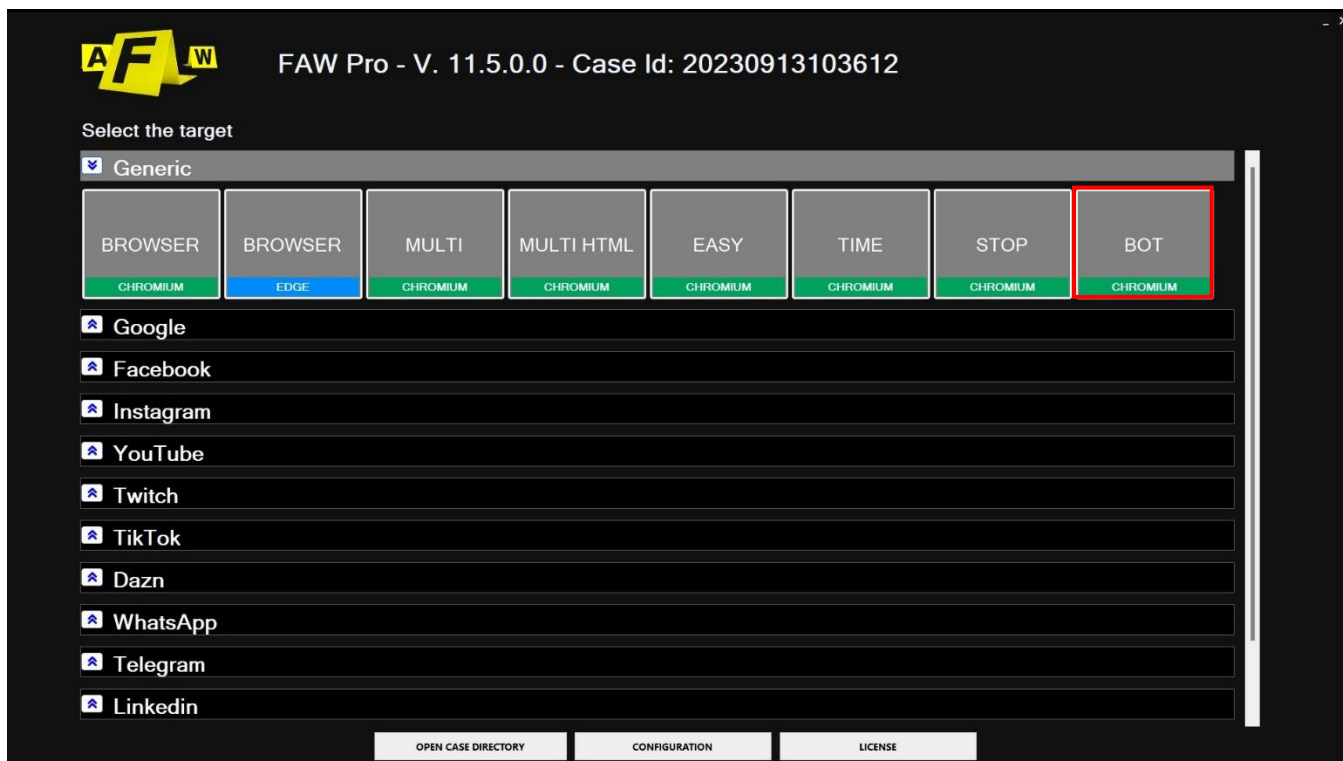 A F W
FAW Pro - V. 11.5.0.0 - Case Id: 20230913103612
Select the target
Generic
BROWSER BROWSER MULTI MULTI HTML EASY TIME STOP BOT
CHROMIUM EDGE CHROMIUM CHROMIUM CHROMIUM CHROMIUM CHROMIUM CHROMIUM
Google
Facebook
Instagram
YouTube
Twitch
TikTok
Dazn
WhatsApp
Telegram
Linkedin
OPEN CASE DIRECTORY CONFIGURATION LICENSE